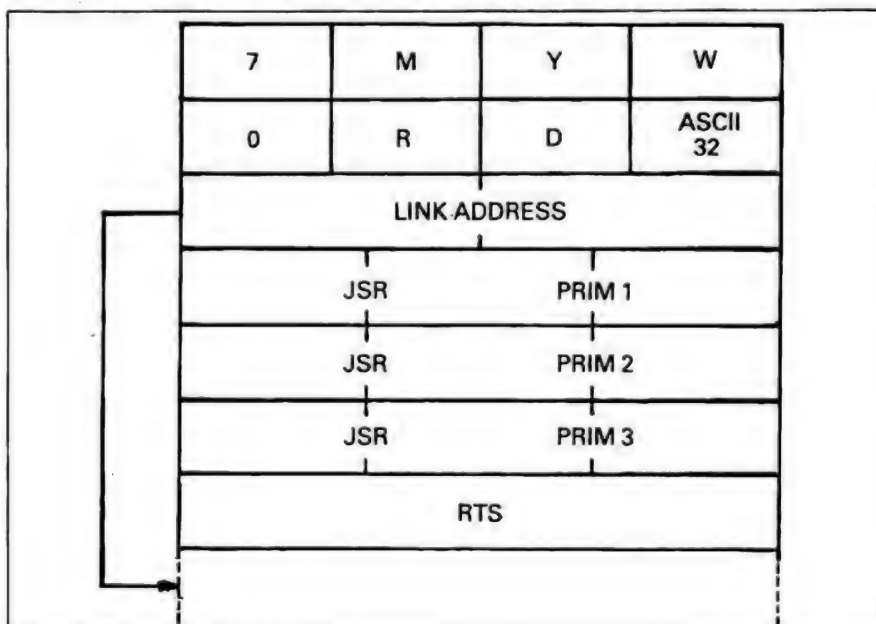 7 M Y W
0 R D ASCII
32
LINK ADDRESS
JSR PRIM 1
JSR PRIM 2
JSR PRIM 3
RTS